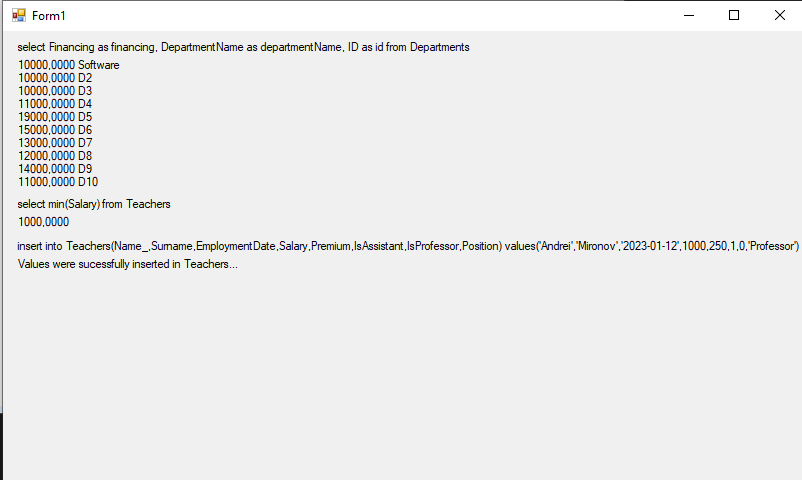 Form1
select Financing as financing, DepartmentName as departmentName, ID as id from Departments
10000,0000 Software
10000,0000 D2
10000,0000 D3
11000,0000 D4
19000,0000 D5
15000,0000 D6
13000,0000 D7
12000,0000 D8
14000,0000 D9
11000,0000 D10
select min(Salary) from Teachers
1000,0000
insert into Teachers(Name_,Surname,EmploymentDate,Salary,Premium,IsAssistant,IsProfessor,Position) values('Andrei','Mironov','2023-01-12',1000,250,1,0,'Professor')
Values were sucessfully inserted in Teachers...